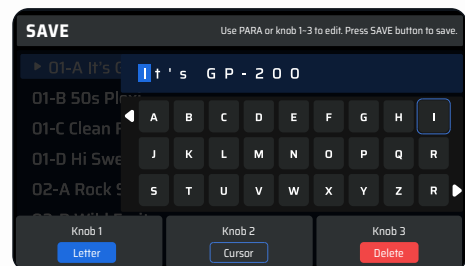 SAVE
Use PARA or knob 1~3 to edit. Press SAVE button to save.
01-A It's G
It's GP-200
01-B 50s Ple
A B C D E F G H I
01-C Clean F
J K L M N O P Q R
01-D Hi Swe
S T U V W X Y Z R
02-A Rock S
Knob 1
Knob 2
Knob 3
Letter
Cursor
Delete